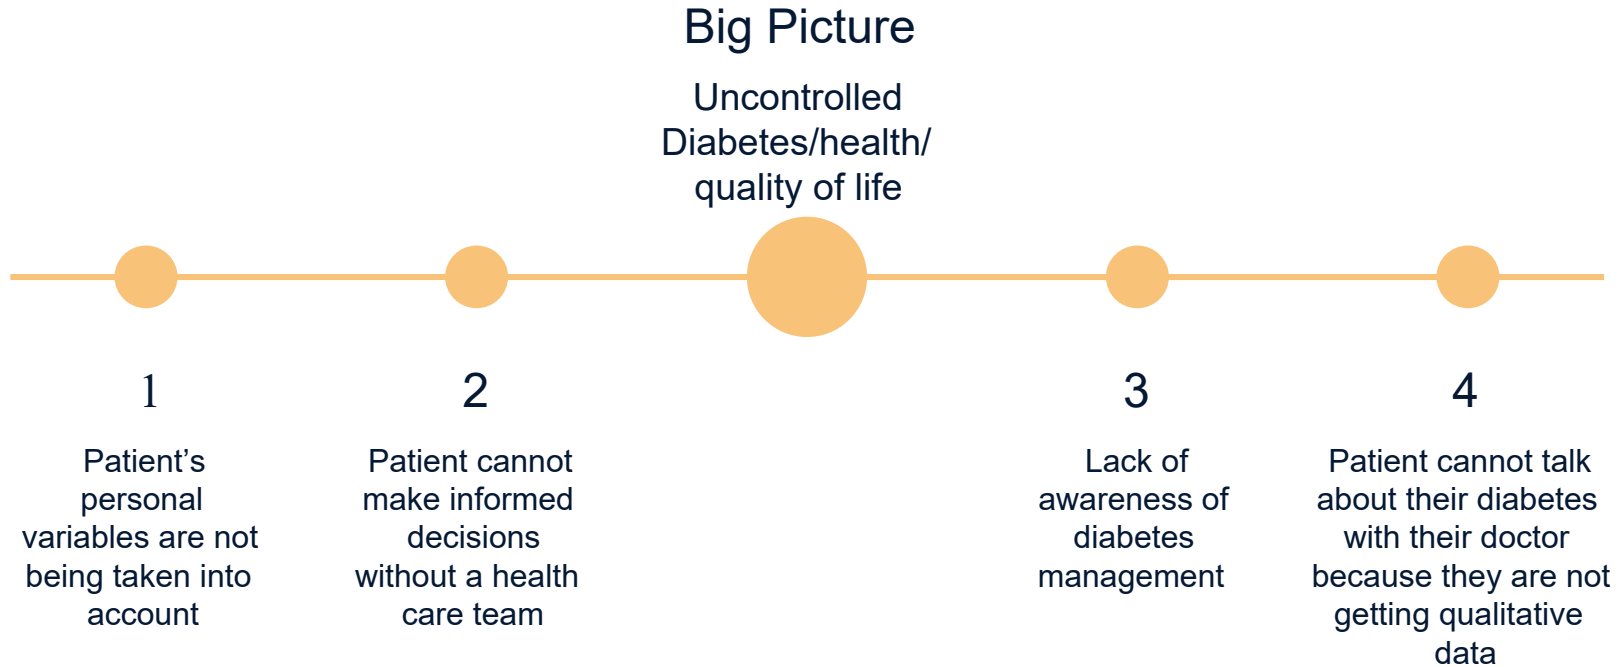 Big Picture
Uncontrolled
Diabetes/health/
quality of life
1
Patient’s
personal
variables are not
being taken into
account
2
Patient cannot
make informed
decisions
without a health
care team
3
Lack of
awareness of
diabetes
management
4
Patient cannot talk
about their diabetes
with their doctor
because they are not
getting qualitative
data